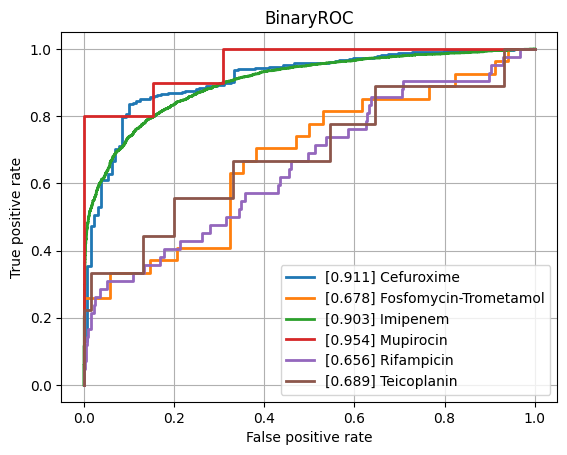 BinaryROC
True positive rate
1.0
0.8
0.6
0.4
0.2
0.0
[0.911] Cefuroxime
[0.678] Fosfomycin-Trometamol
[0.903] Imipenem
[0.954] Mupirocin
[0.656] Rifampicin
[0.689] Teicoplanin
0.0 0.2 0.4 0.6 0.8 1.0
False positive rate